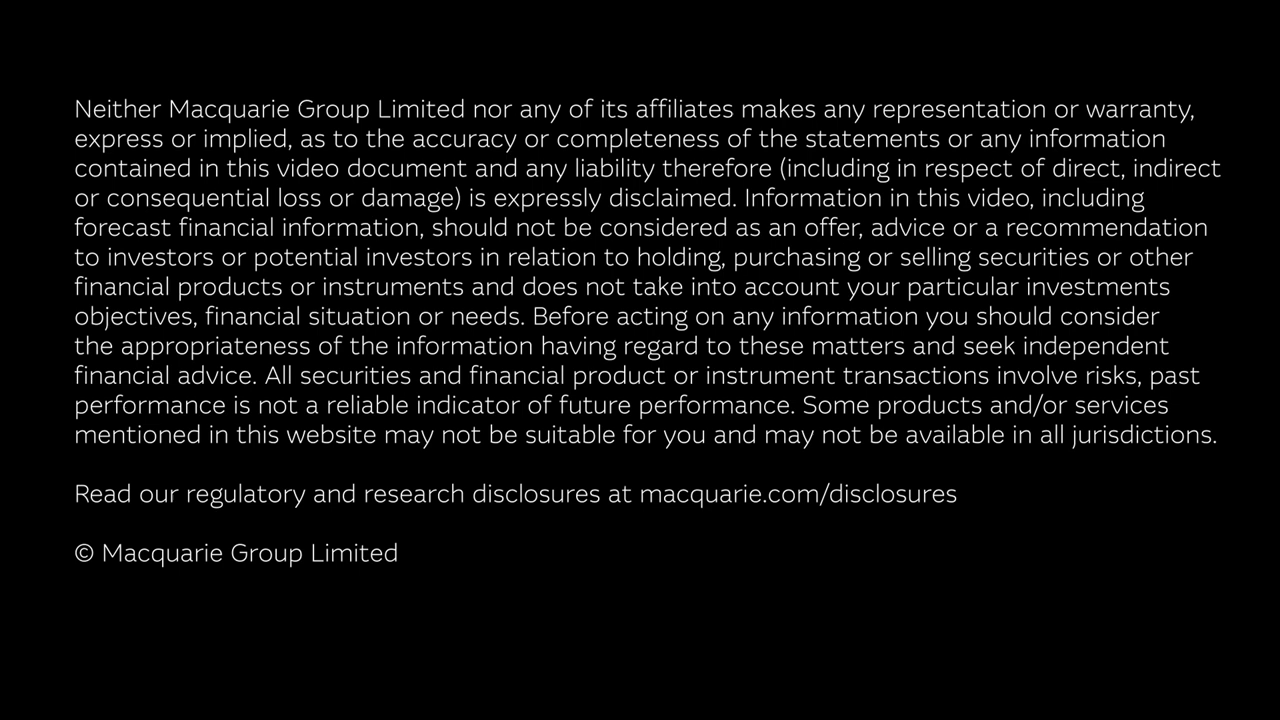 Neither Macquarie Group Limited nor any of its affiliates makes any representation or warranty,
express or implied, as to the accuracy or completeness of the statements or any information
contained in this video document and any liability therefore (including in respect of direct, indirect
or consequential loss or damage) is expressly disclaimed. Information in this video, including
forecast financial information, should not be considered as an offer, advice or a recommendation
to investors or potential investors in relation to holding, purchasing or selling securities or other
financial products or instruments and does not take into account your particular investments
objectives, financial situation or needs. Before acting on any information you should consider
the appropriateness of the information having regard to these matters and seek independent
financial advice. All securities and financial product or instrument transactions involve risks, past
performance is not a reliable indicator of future performance. Some products and/or services
mentioned in this website may not be suitable for you and may not be available in all jurisdictions.
Read our regulatory and research disclosures at macquarie.com/disclosures
© Macquarie Group Limited